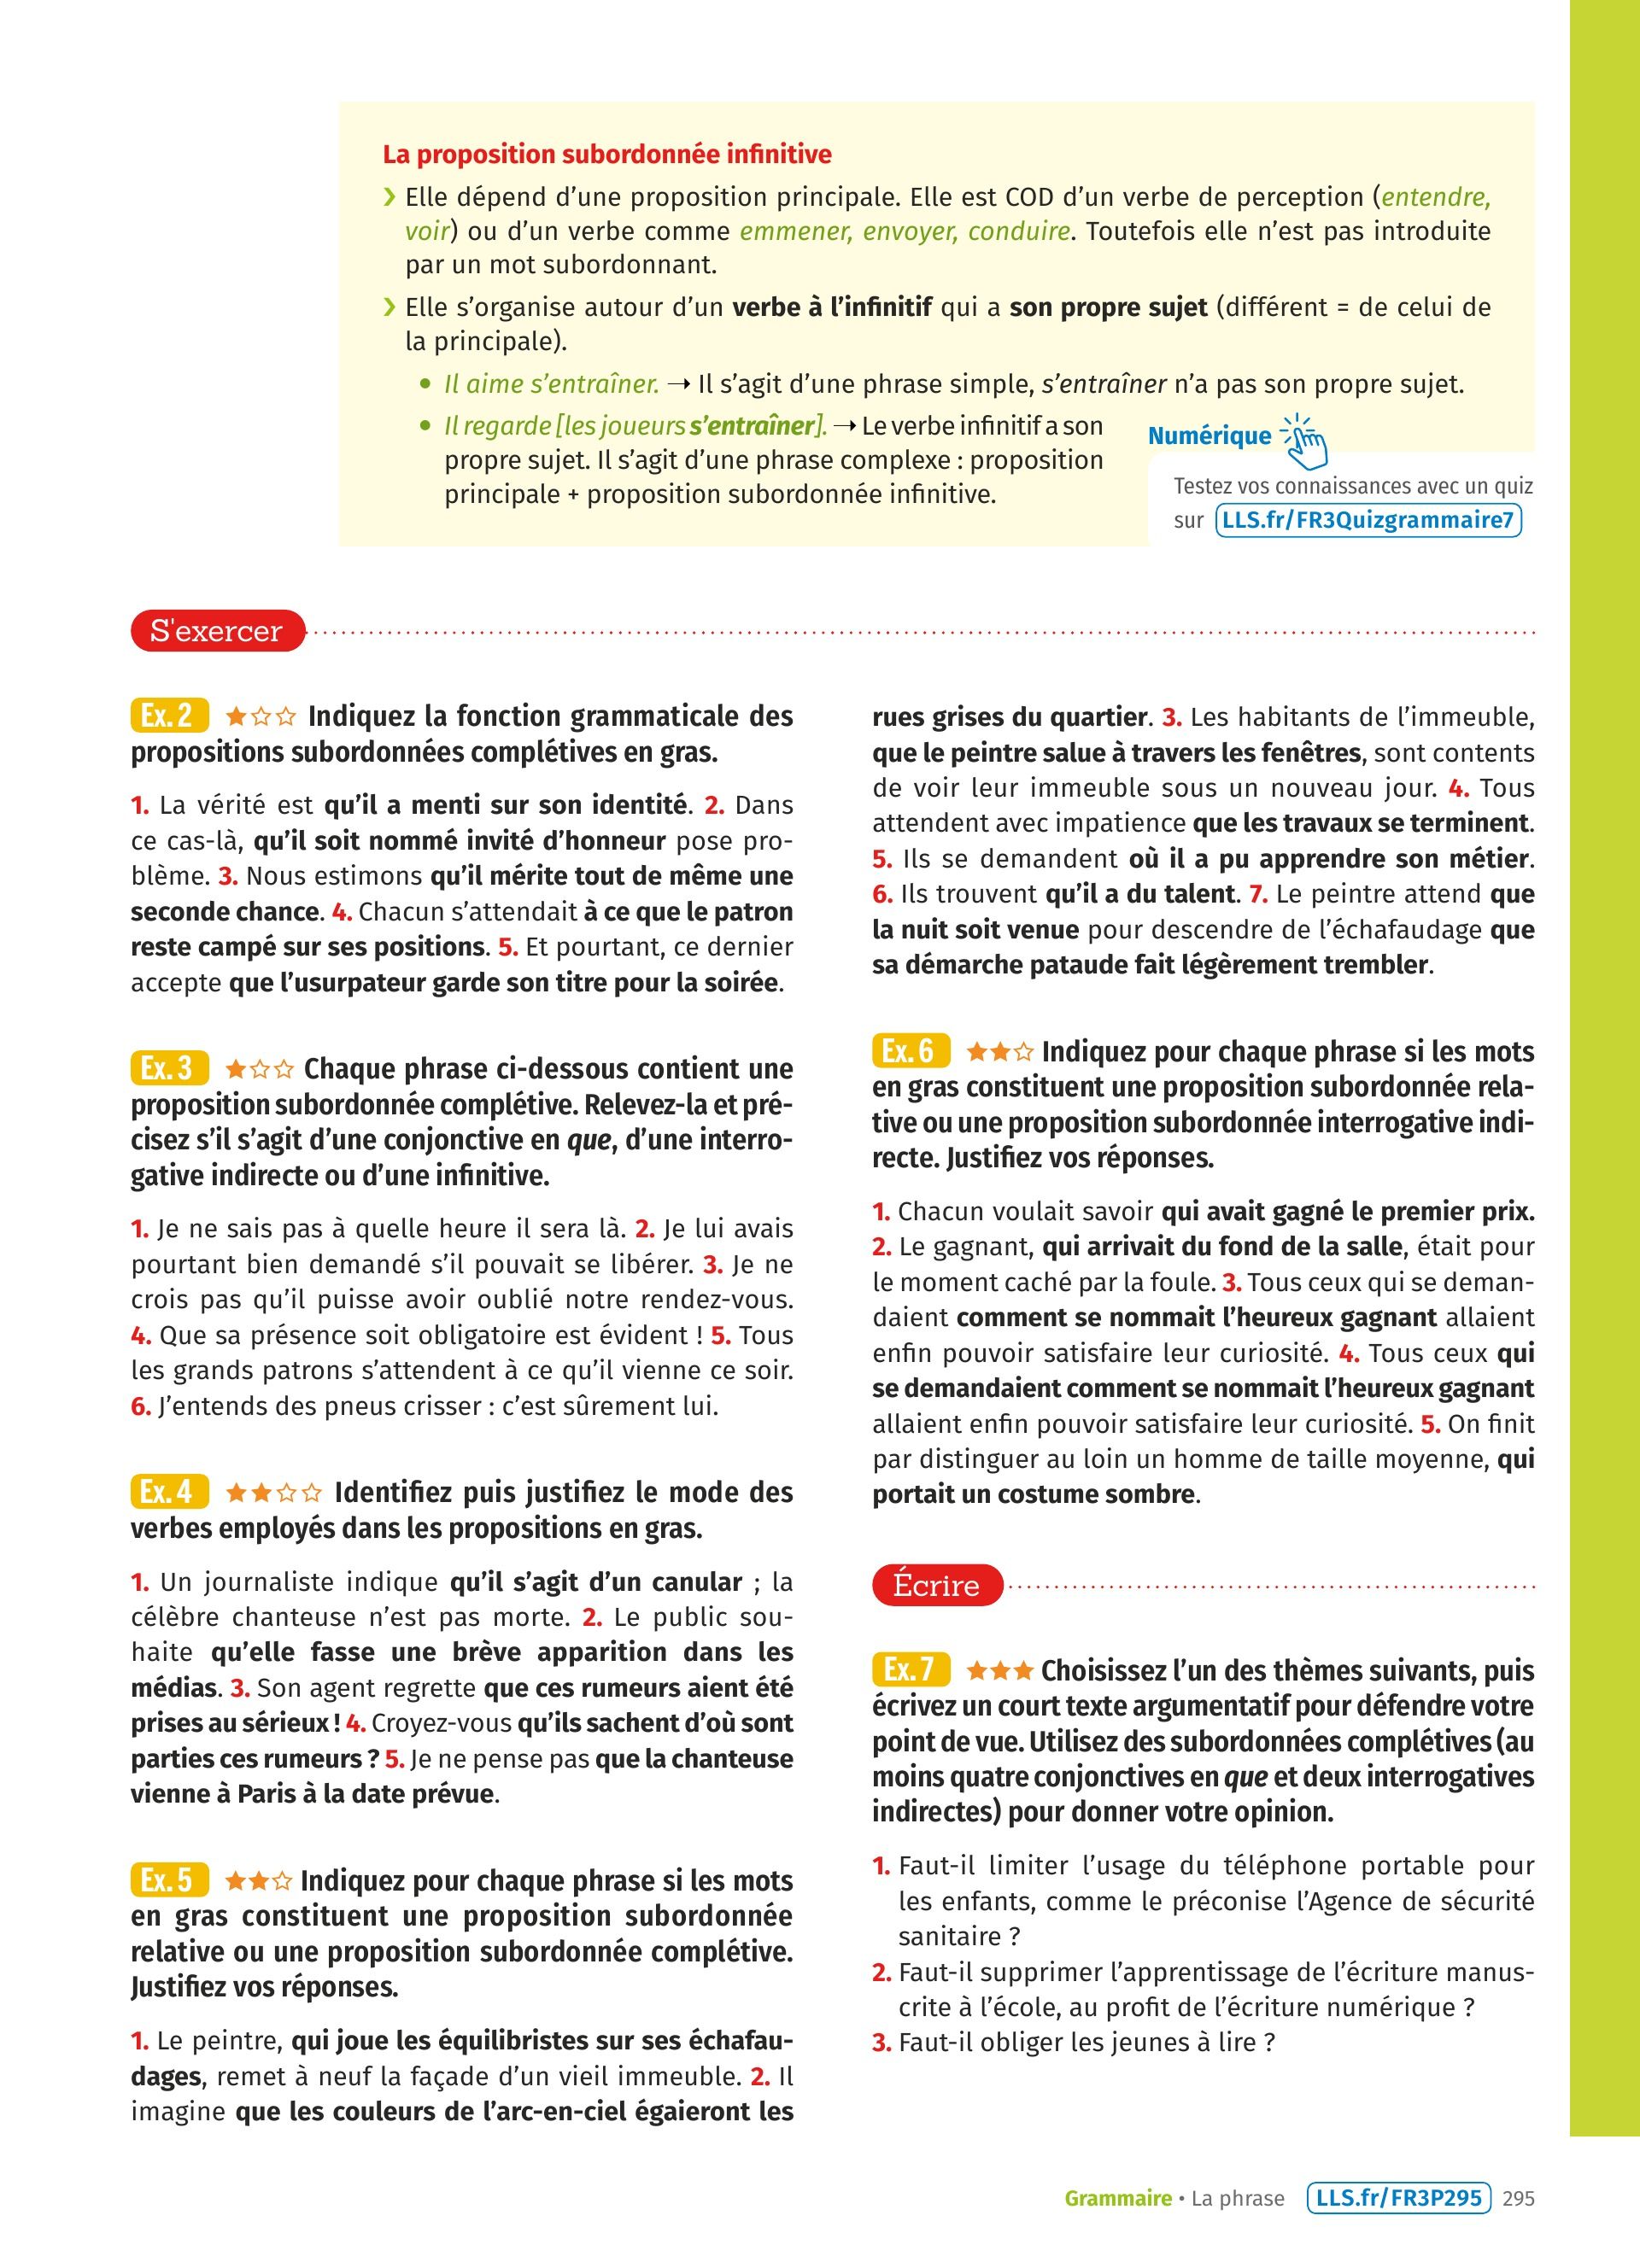 La proposition subordonnée infinitive
› Elle dépend d'une proposition principale. Elle est COD d'un verbe de perception (entendre,
voir) ou d'un verbe comme emmener, envoyer, conduire. Toutefois elle n'est pas introduite
par un mot subordonnant.
› Elle s'organise autour d'un verbe à l'infinitif qui a son propre sujet (différent = de celui de
la principale).
• Il aime s'entraîner. → Il s'agit d'une phrase simple, s'entraîner n'a pas son propre sujet.
• Il regarde [les joueurs s'entraîner]. → Le verbe infinitif a son
propre sujet. Il s'agit d'une phrase complexe : proposition
principale + proposition subordonnée infinitive.
Numérique
Testez vos connaissances avec un quiz
sur LLS.fr/FR3Quizgrammaire7
S'exercer
Ex. 2 ★☆☆ Indiquez la fonction grammaticale des
propositions subordonnées complétives en gras.
1. La vérité est qu'il a menti sur son identité. 2. Dans
ce cas-là, qu'il soit nommé invité d'honneur pose pro-
blème. 3. Nous estimons qu'il mérite tout de même une
seconde chance. 4. Chacun s'attendait à ce que le patron
reste campé sur ses positions. 5. Et pourtant, ce dernier
accepte que l'usurpateur garde son titre pour la soirée.
Ex. 3 ★☆☆ Chaque phrase ci-dessous contient une
proposition subordonnée complétive. Relevez-la et pré-
cisez s'il s'agit d'une conjonctive en que, d'une interro-
gative indirecte ou d'une infinitive.
1. Je ne sais pas à quelle heure il sera là. 2. Je lui avais
pourtant bien demandé s'il pouvait se libérer. 3. Je ne
crois pas qu'il puisse avoir oublié notre rendez-vous.
4. Que sa présence soit obligatoire est évident ! 5. Tous
les grands patrons s'attendent à ce qu'il vienne ce soir.
6. J'entends des pneus crisser : c'est sûrement lui.
Ex. 4 ★★☆☆ Identifiez puis justifiez le mode des
verbes employés dans les propositions en gras.
1. Un journaliste indique qu'il s'agit d'un canular ; la
célèbre chanteuse n'est pas morte. 2. Le public sou-
haite qu'elle fasse une brève apparition dans les
médias. 3. Son agent regrette que ces rumeurs aient été
prises au sérieux ! 4. Croyez-vous qu'ils sachent d'où sont
parties ces rumeurs ? 5. Je ne pense pas que la chanteuse
vienne à Paris à la date prévue.
Ex. 5 ★★☆ Indiquez pour chaque phrase si les mots
en gras constituent une proposition subordonnée
relative ou une proposition subordonnée complétive.
Justifiez vos réponses.
1. Le peintre, qui joue les équilibristes sur ses échafau-
dages, remet à neuf la façade d'un vieil immeuble. 2. Il
imagine que les couleurs de l'arc-en-ciel égaieront les
rues grises du quartier. 3. Les habitants de l'immeuble,
que le peintre salue à travers les fenêtres, sont contents
de voir leur immeuble sous un nouveau jour. 4. Tous
attendent avec impatience que les travaux se terminent.
5. Ils se demandent où il a pu apprendre son métier.
6. Ils trouvent qu'il a du talent. 7. Le peintre attend que
la nuit soit venue pour descendre de l'échafaudage que
sa démarche pataude fait légèrement trembler.
Ex. 6 ★★☆ Indiquez pour chaque phrase si les mots
en gras constituent une proposition subordonnée rela-
tive ou une proposition subordonnée interrogative indi-
recte. Justifiez vos réponses.
1. Chacun voulait savoir qui avait gagné le premier prix.
2. Le gagnant, qui arrivait du fond de la salle, était pour
le moment caché par la foule. 3. Tous ceux qui se deman-
daient comment se nommait l'heureux gagnant allaient
enfin pouvoir satisfaire leur curiosité. 4. Tous ceux qui
se demandaient comment se nommait l'heureux gagnant
allaient enfin pouvoir satisfaire leur curiosité. 5. On finit
par distinguer au loin un homme de taille moyenne, qui
portait un costume sombre.
Écrire
Ex. 7 ★★★ Choisissez l'un des thèmes suivants, puis
écrivez un court texte argumentatif pour défendre votre
point de vue. Utilisez des subordonnées complétives (au
moins quatre conjonctives en que et deux interrogatives
indirectes) pour donner votre opinion.
1. Faut-il limiter l'usage du téléphone portable pour
les enfants, comme le préconise l'Agence de sécurité
sanitaire ?
2. Faut-il supprimer l'apprentissage de l'écriture manus-
crite à l'école, au profit de l'écriture numérique ?
3. Faut-il obliger les jeunes à lire ?
Grammaire • La phrase LLS.fr/FR3P295 295